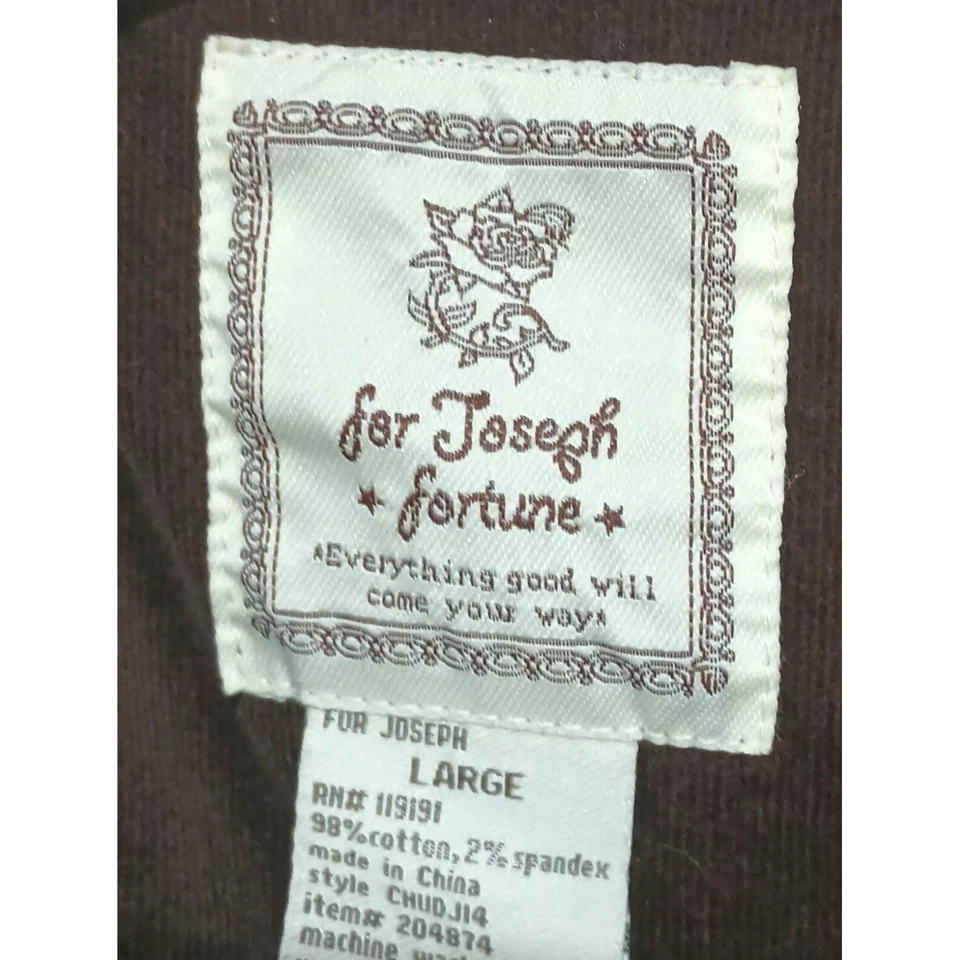 for Joseph
★ fortune ★
★Everything good will
come your way★
FOR JOSEPH
LARGE
RN# 119191
98%cotton, 2% spandex
made in China
style CHUDJ14
item# 204874
machine